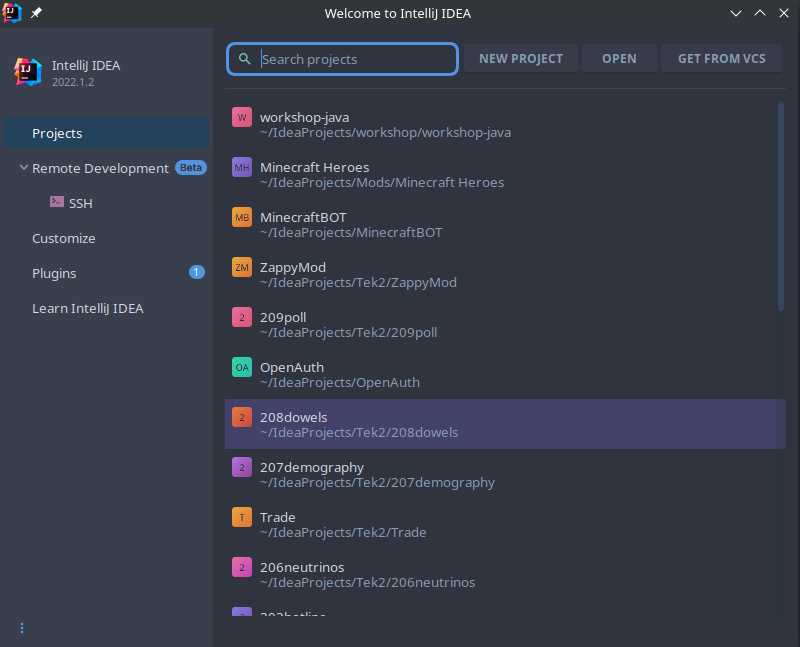 Welcome to IntelliJ IDEA
IntelliJ IDEA
2022.1.2
Projects
Remote Development Beta
SSH
Customize
Plugins 1
Learn IntelliJ IDEA
Search projects
NEW PROJECT
OPEN
GET FROM VCS
W workshop-java
~/IdeaProjects/workshop/workshop-java
MH Minecraft Heroes
~/IdeaProjects/Mods/Minecraft Heroes
MB MinecraftBOT
~/IdeaProjects/MinecraftBOT
ZM ZappyMod
~/IdeaProjects/Tek2/ZappyMod
2 209poll
~/IdeaProjects/Tek2/209poll
OA OpenAuth
~/IdeaProjects/OpenAuth
2 208dowels
~/IdeaProjects/Tek2/208dowels
2 207demography
~/IdeaProjects/Tek2/207demography
T Trade
~/IdeaProjects/Tek2/Trade
2 206neutrinos
~/IdeaProjects/Tek2/206neutrinos